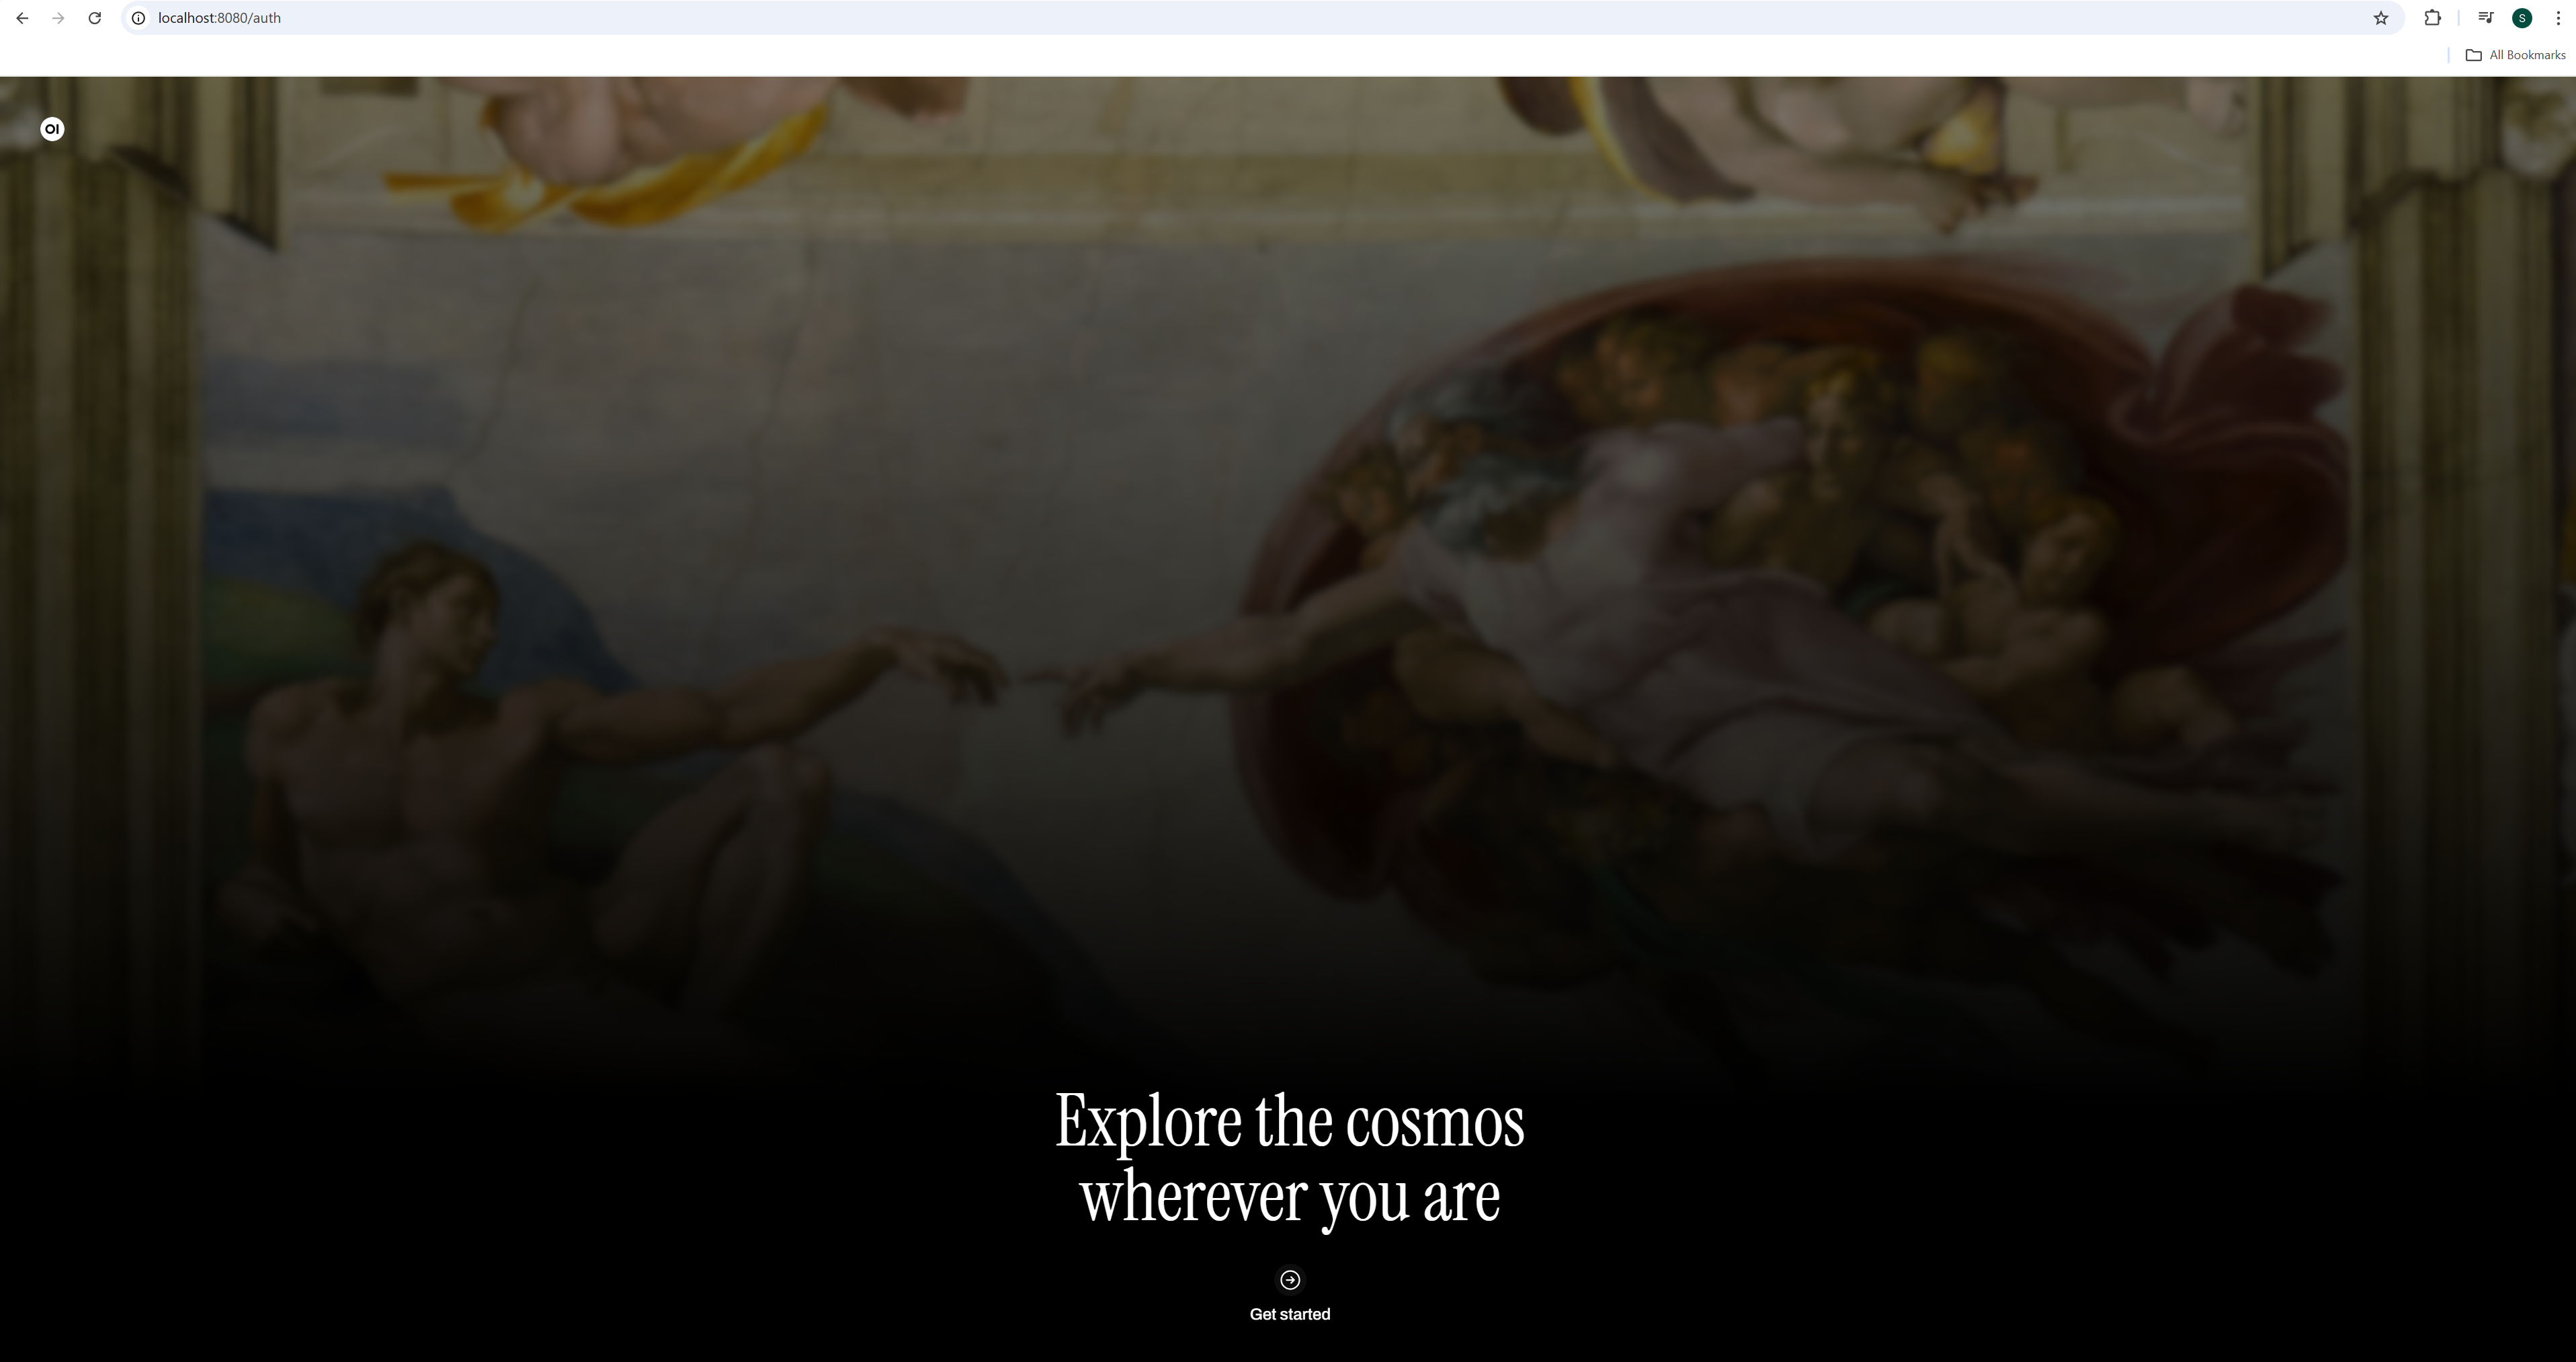 localhost:8080/auth
S
All Bookmarks
OI
Explore the cosmos
wherever you are
Get started